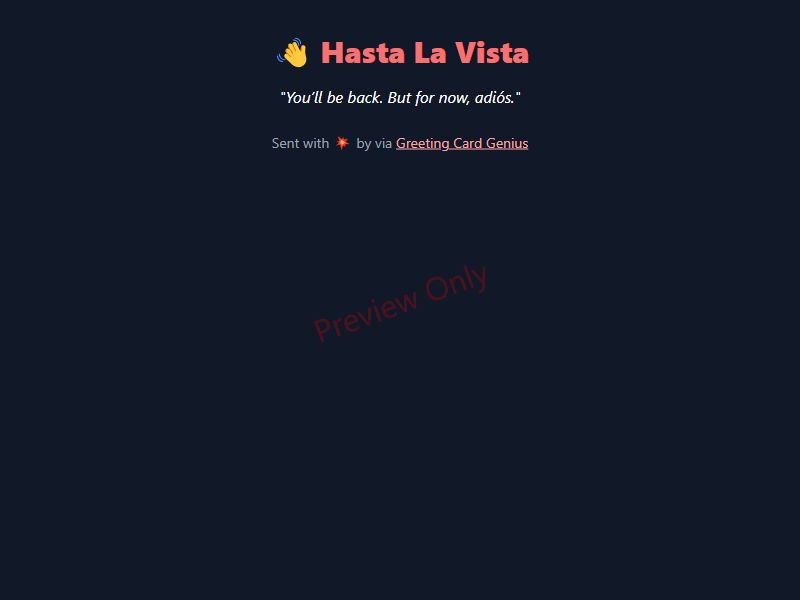 👋 Hasta La Vista
"You'll be back. But for now, adiós."
Sent with 💥 by via Greeting Card Genius
Preview Only